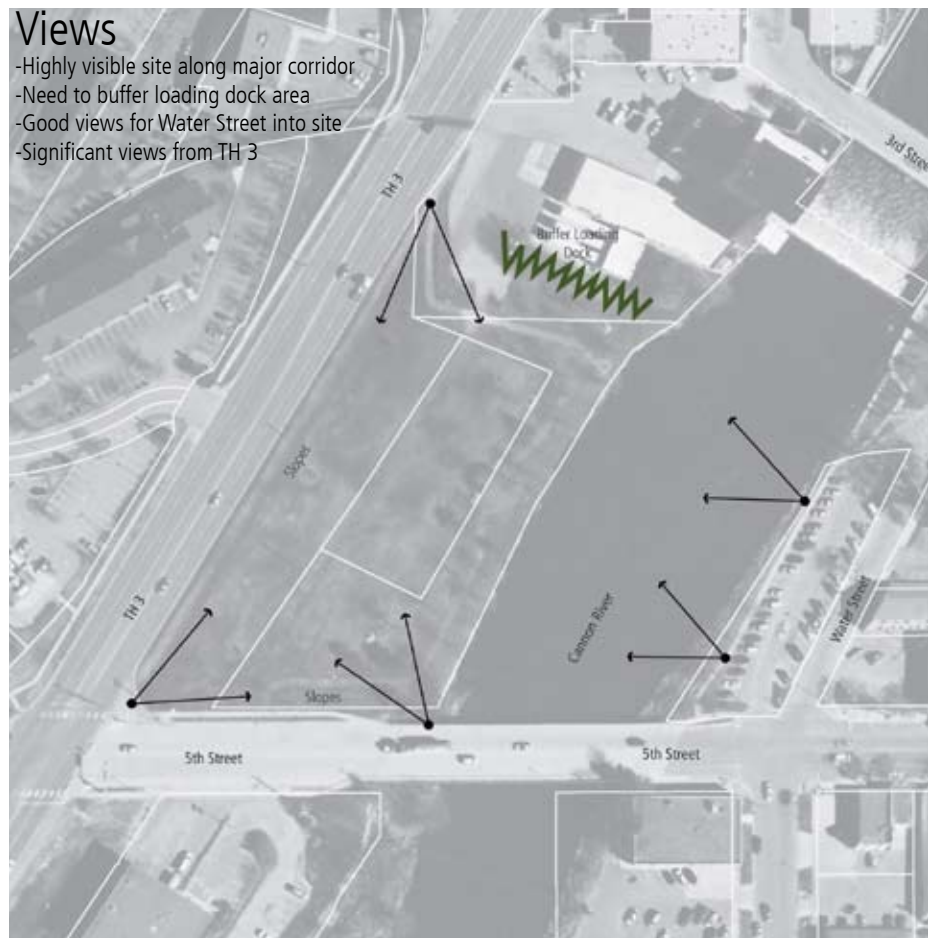 Views
-Highly visible site along major corridor
-Need to buffer loading dock area
-Good views for Water Street into site
-Significant views from TH 3
3rd Street
TH 3
Buffer Loading
Dock
Slopes
TH 3
Cannon River
Water Street
Slopes
5th Street
5th Street